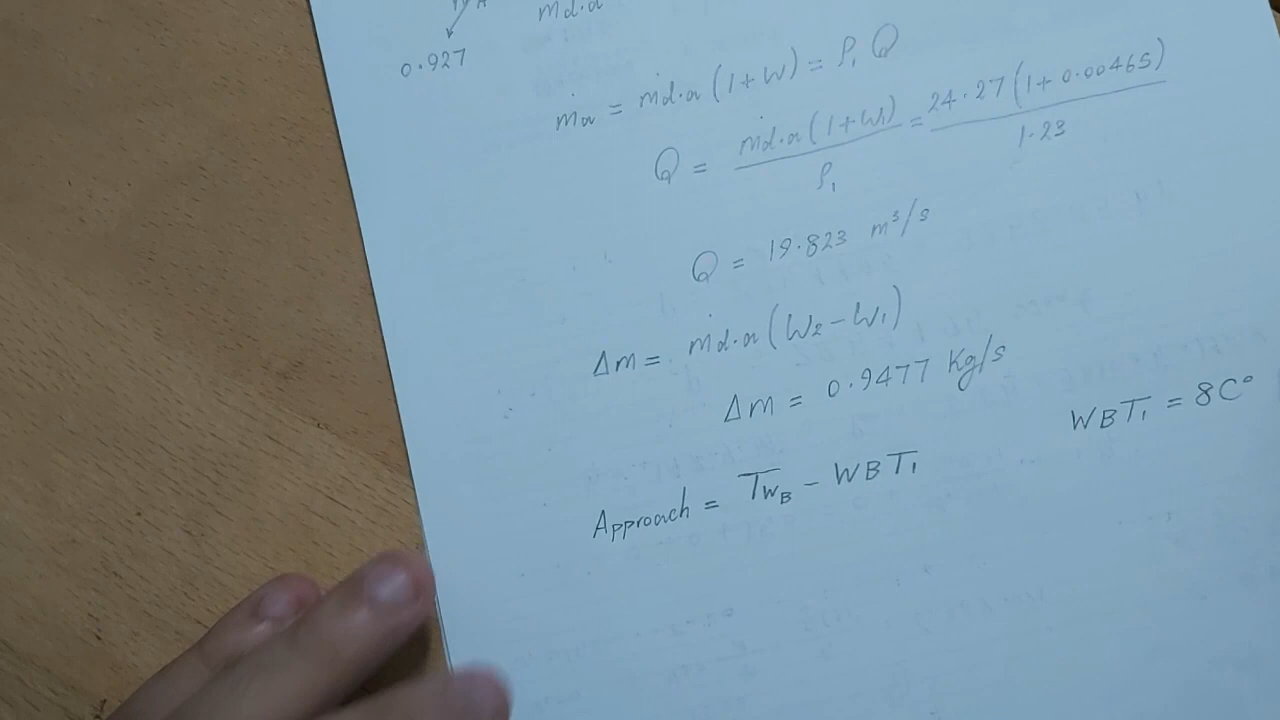 0.927
ṁd.a
ṁa = ṁd.a (1+W) = ρ1 Q
Q = ṁd.a (1+W1) / ρ1 = 24.27 (1+0.00465) / 1.23
Q = 19.823 m³/s
Δm = ṁd.a (W2 - W1)
Δm = 0.9477 Kg/s
WBT1 = 8C°
Approach = TWB - WBT1